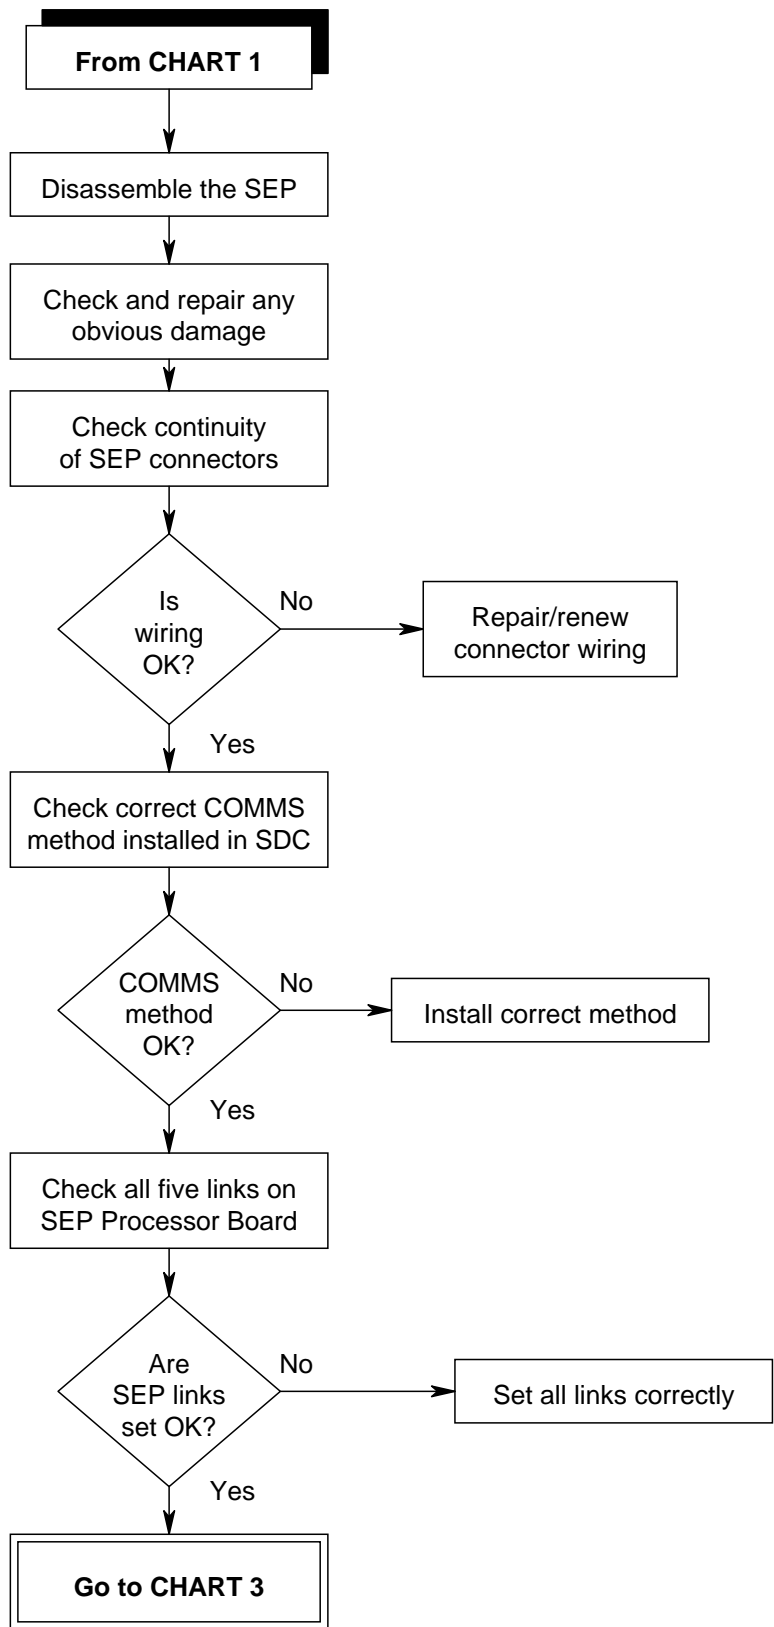 From CHART 1
Disassemble the SEP
Check and repair any
obvious damage
Check continuity
of SEP connectors
Is
wiring
OK?
No
Repair/renew
connector wiring
Yes
Check correct COMMS
method installed in SDC
COMMS
method
OK?
No
Install correct method
Yes
Check all five links on
SEP Processor Board
Are
SEP links
set OK?
No
Set all links correctly
Yes
Go to CHART 3